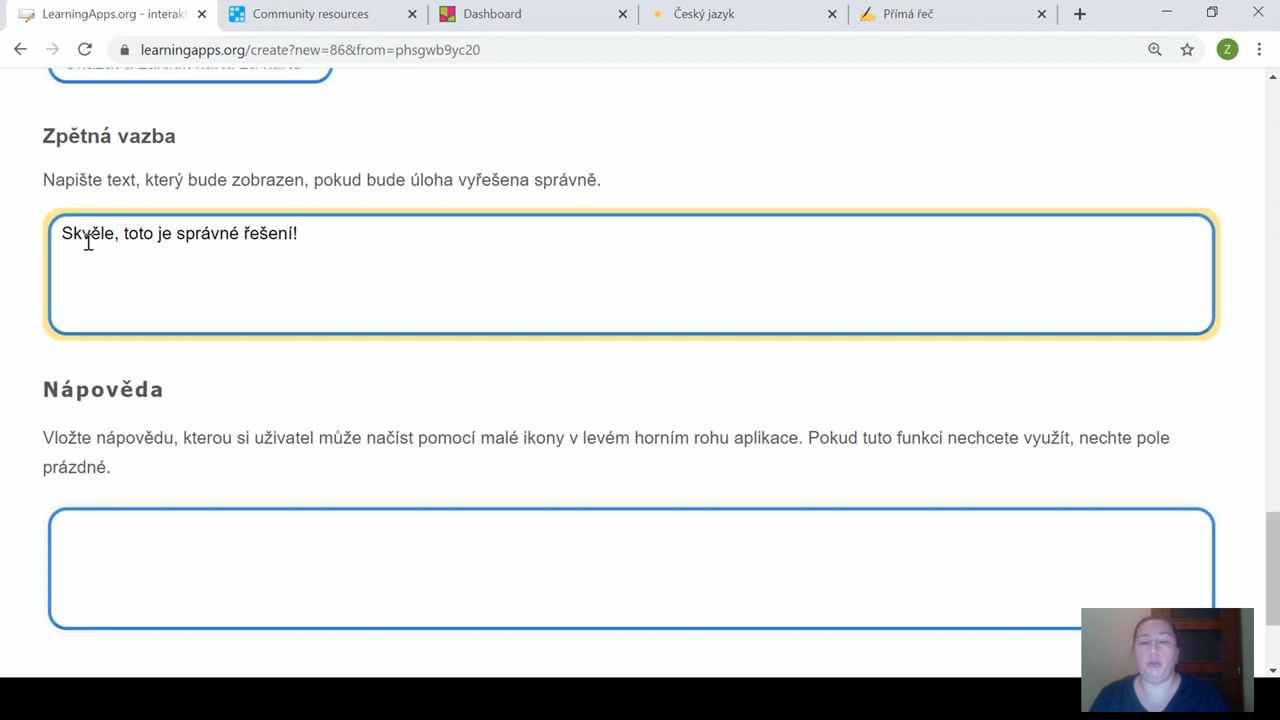 LearningApps.org - interakt
Community resources
Dashboard
Český jazyk
Přímá řeč
learningapps.org/create?new=86&from=phsgwb9yc20
Z
Zpětná vazba
Napište text, který bude zobrazen, pokud bude úloha vyřešena správně.
Skvěle, toto je správné řešení!
Nápověda
Vložte nápovědu, kterou si uživatel může načíst pomocí malé ikony v levém horním rohu aplikace. Pokud tuto funkci nechcete využít, nechte pole
prázdné.